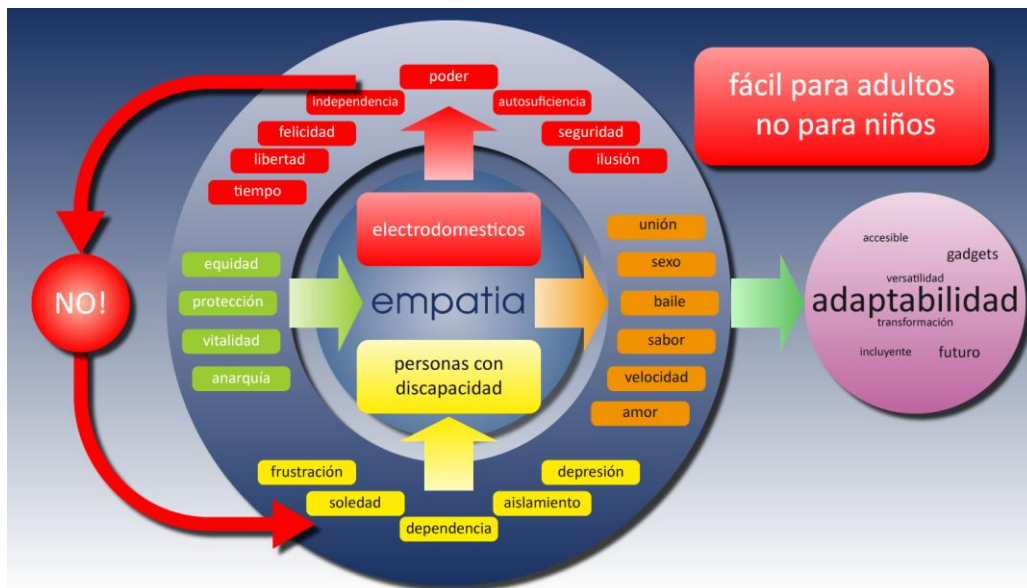 poder
independencia
autosuficiencia
felicidad
seguridad
libertad
ilusión
tiempo
fácil para adultos
no para niños
electrodomesticos
NO!
equidad
protección
vitalidad
anarquía
empatia
unión
sexo
baile
sabor
velocidad
amor
accesible
gadgets
versatilidad
adaptabilidad
transformación
incluyente
futuro
personas con
discapacidad
frustración
depresión
soledad
aislamiento
dependencia